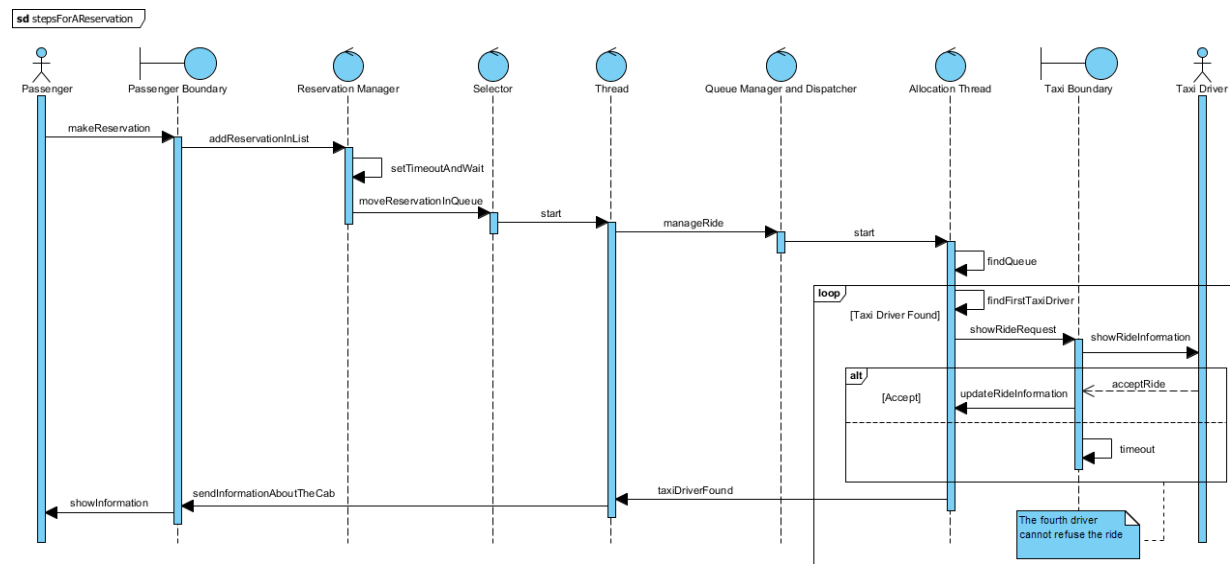 sd stepsForAReservation
Passenger
Passenger Boundary
Reservation Manager
Selector
Thread
Queue Manager and Dispatcher
Allocation Thread
Taxi Boundary
Taxi Driver
makeReservation
addReservationInList
setTimeoutAndWait
moveReservationInQueue
start
manageRide
start
findQueue
loop
findFirstTaxiDriver
[Taxi Driver Found]
showRideRequest
showRideInformation
alt
acceptRide
[Accept]
updateRideInformation
timeout
taxiDriverFound
sendInformationAboutTheCab
showInformation
The fourth driver
cannot refuse the ride